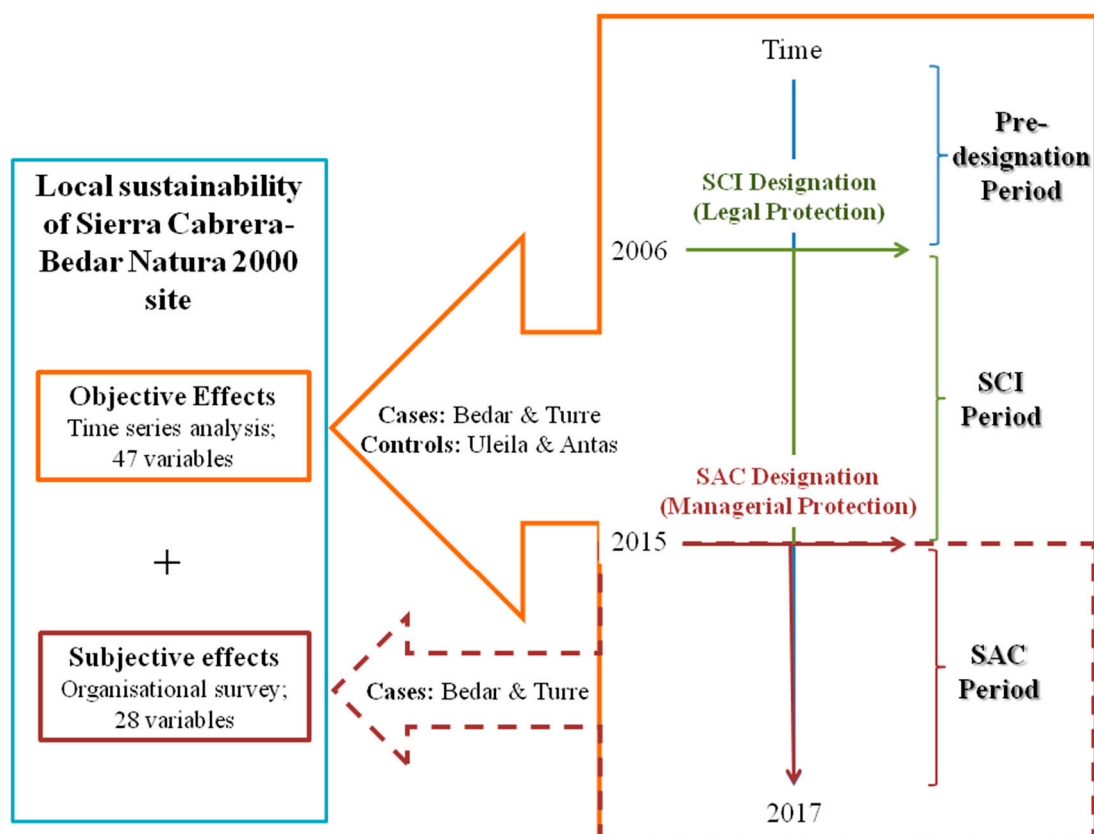 Local sustainability
of Sierra Cabrera-
Bedar Natura 2000
site
Objective Effects
Time series analysis;
47 variables
+
Subjective effects
Organisational survey;
28 variables
Cases: Bedar & Turre
Controls: Uleila & Antas
Cases: Bedar & Turre
Time
Pre-
designation
Period
SCI Designation
(Legal Protection)
2006
SCI
Period
SAC Designation
(Managerial Protection)
2015
SAC
Period
2017